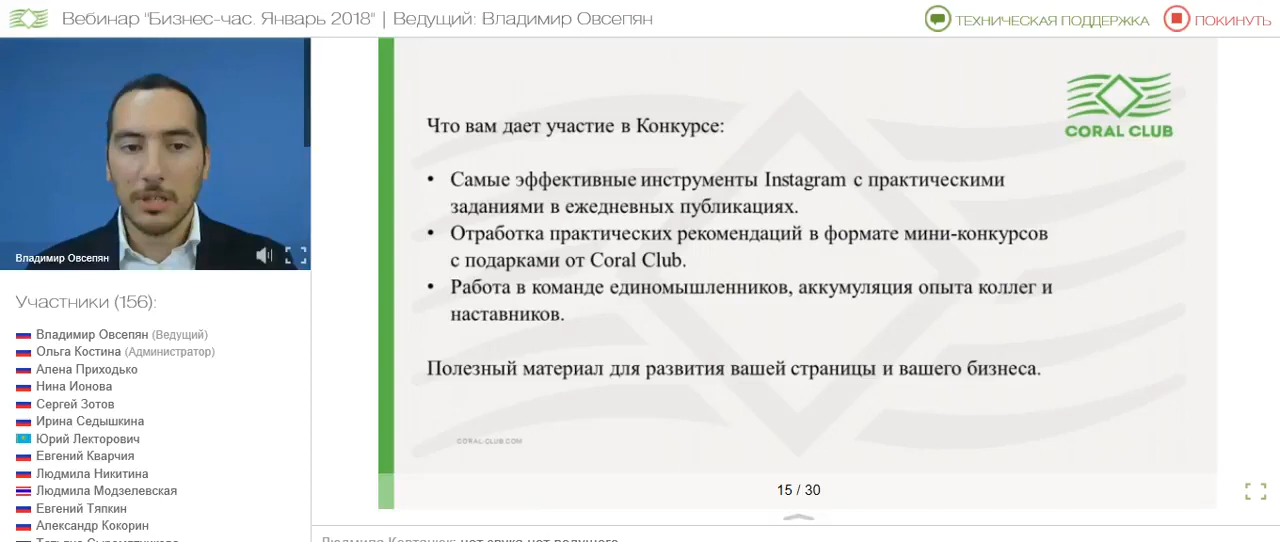 Вебинар "Бизнес-час. Январь 2018" | Ведущий: Владимир Овсепян
ТЕХНИЧЕСКАЯ ПОДДЕРЖКА
ПОКИНУТЬ
Владимир Овсепян
Участники (156):
Владимир Овсепян (Ведущий)
Ольга Костина (Администратор)
Алена Приходько
Нина Ионова
Сергей Зотов
Ирина Седышкина
Юрий Лекторович
Евгений Кварчия
Людмила Никитина
Людмила Модзелевская
Евгений Тяпкин
Александр Кокорин
CORAL CLUB
Что вам дает участие в Конкурсе:
• Самые эффективные инструменты Instagram с практическими
заданиями в ежедневных публикациях.
• Отработка практических рекомендаций в формате мини-конкурсов
с подарками от Coral Club.
• Работа в команде единомышленников, аккумуляция опыта коллег и
наставников.
Полезный материал для развития вашей страницы и вашего бизнеса.
CORAL-CLUB.COM
15 / 30